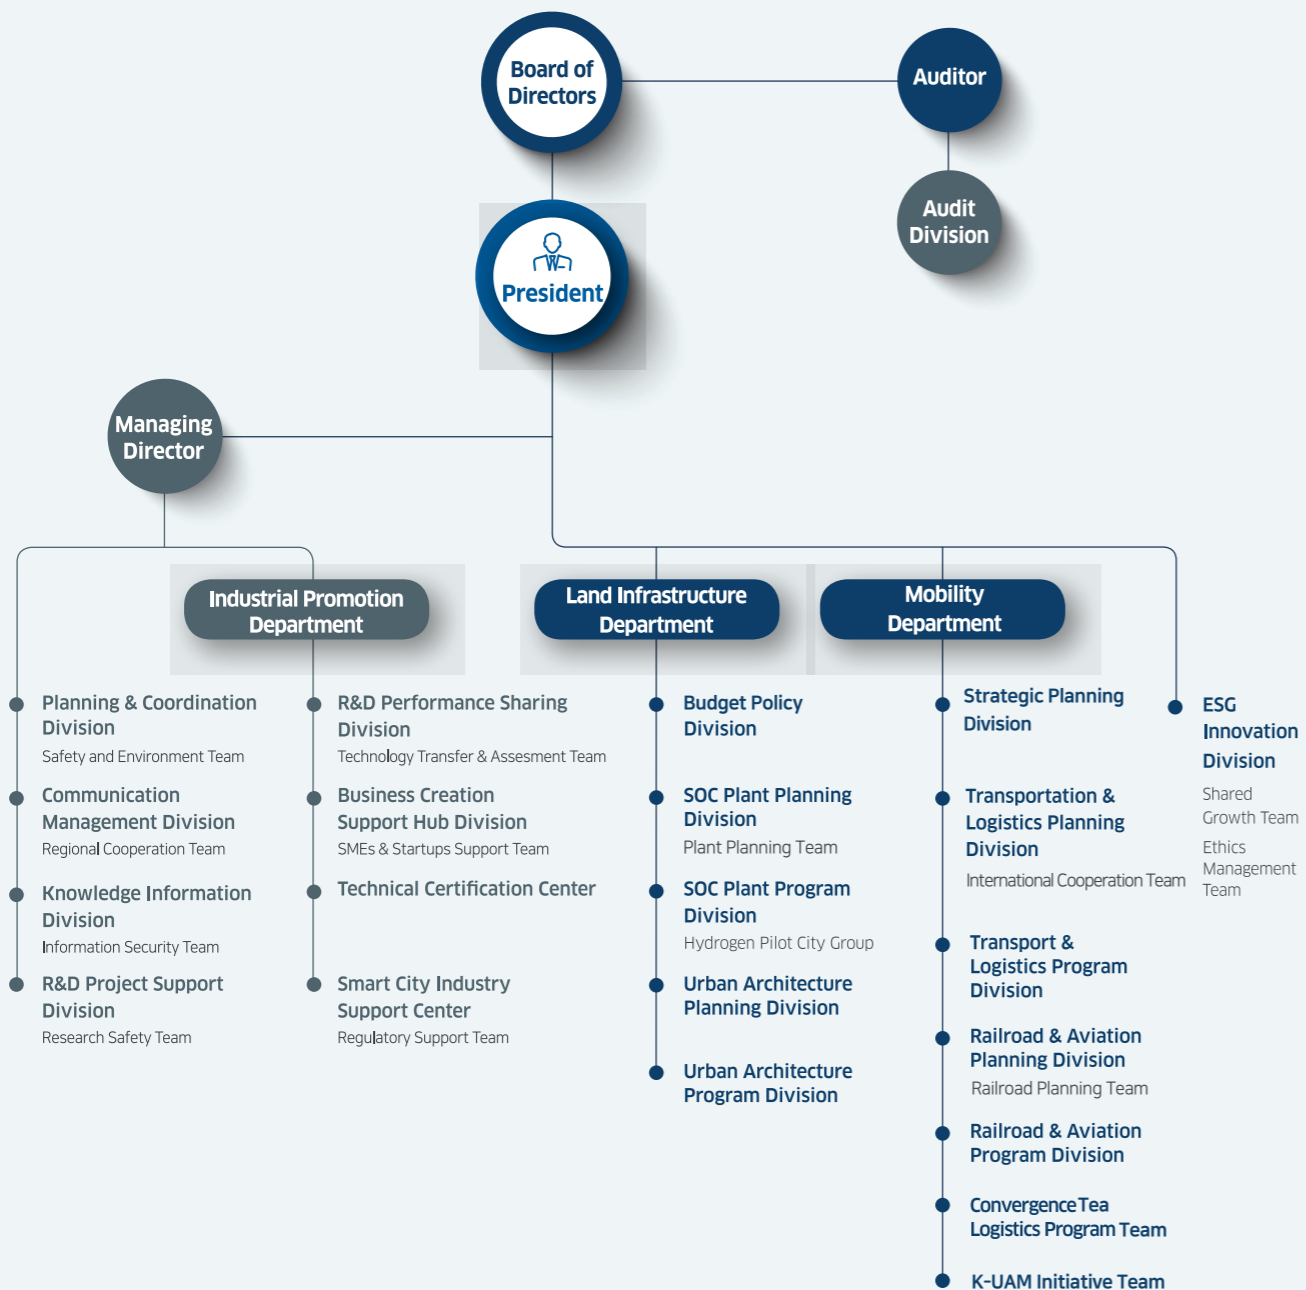 Board of
Directors
Auditor
Audit
Division
President
Managing
Director
Industrial Promotion
Department
Land Infrastructure
Department
Mobility
Department
Planning & Coordination
Division
Safety and Environment Team
Communication
Management Division
Regional Cooperation Team
Knowledge Information
Division
Information Security Team
R&D Project Support
Division
Research Safety Team
R&D Performance Sharing
Division
Technology Transfer & Assesment Team
Business Creation
Support Hub Division
SMEs & Startups Support Team
Technical Certification Center
Smart City Industry
Support Center
Regulatory Support Team
Budget Policy
Division
SOC Plant Planning
Division
Plant Planning Team
SOC Plant Program
Division
Hydrogen Pilot City Group
Urban Architecture
Planning Division
Urban Architecture
Program Division
Strategic Planning
Division
Transportation &
Logistics Planning
Division
International Cooperation Team
Transport &
Logistics Program
Division
Railroad & Aviation
Planning Division
Railroad Planning Team
Railroad & Aviation
Program Division
Convergence Tea
Logistics Program Team
K-UAM Initiative Team
ESG
Innovation
Division
Shared
Growth Team
Ethics
Management
Team